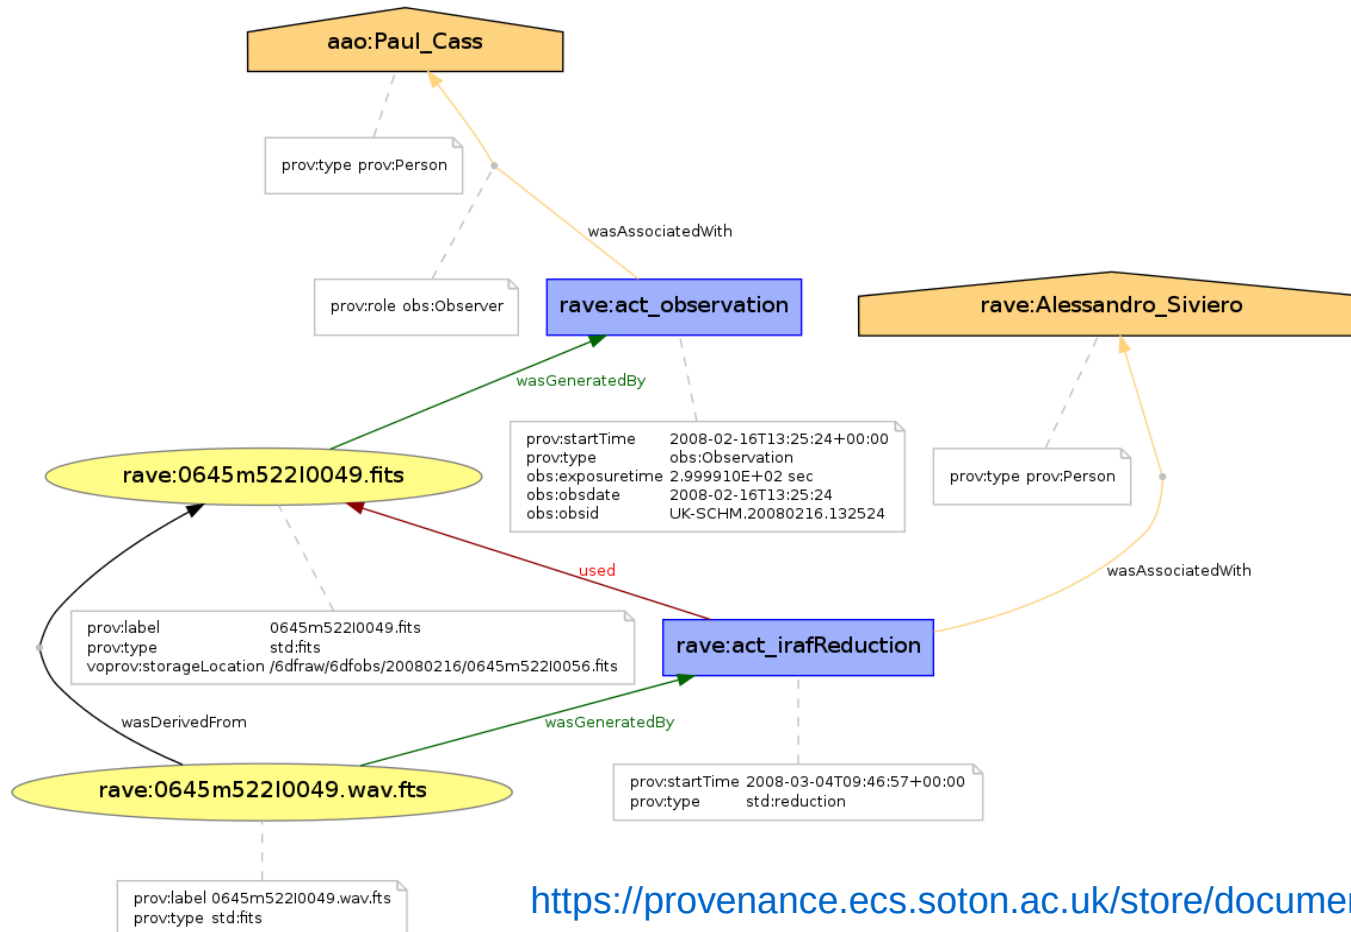 aao:Paul_Cass
prov:type prov:Person
wasAssociatedWith
prov:role obs:Observer
rave:act_observation
rave:Alessandro_Siviero
wasGeneratedBy
prov:startTime 2008-02-16T13:25:24+00:00
prov:type obs:Observation
obs:exposuretime 2.999910E+02 sec
obs:obsdate 2008-02-16T13:25:24
obs:obsid UK-SCHM.20080216.132524
rave:0645m522l0049.fits
prov:type prov:Person
used
wasAssociatedWith
prov:label 0645m522l0049.fits
prov:type std:fits
voprov:storageLocation /6dfraw/6dfobs/20080216/0645m522l0056.fits
rave:act_irafReduction
wasDerivedFrom
wasGeneratedBy
rave:0645m522l0049.wav.fts
prov:startTime 2008-03-04T09:46:57+00:00
prov:type std:reduction
prov:label 0645m522l0049.wav.fts
prov:type std:fits
https://provenance.ecs.soton.ac.uk/store/documen